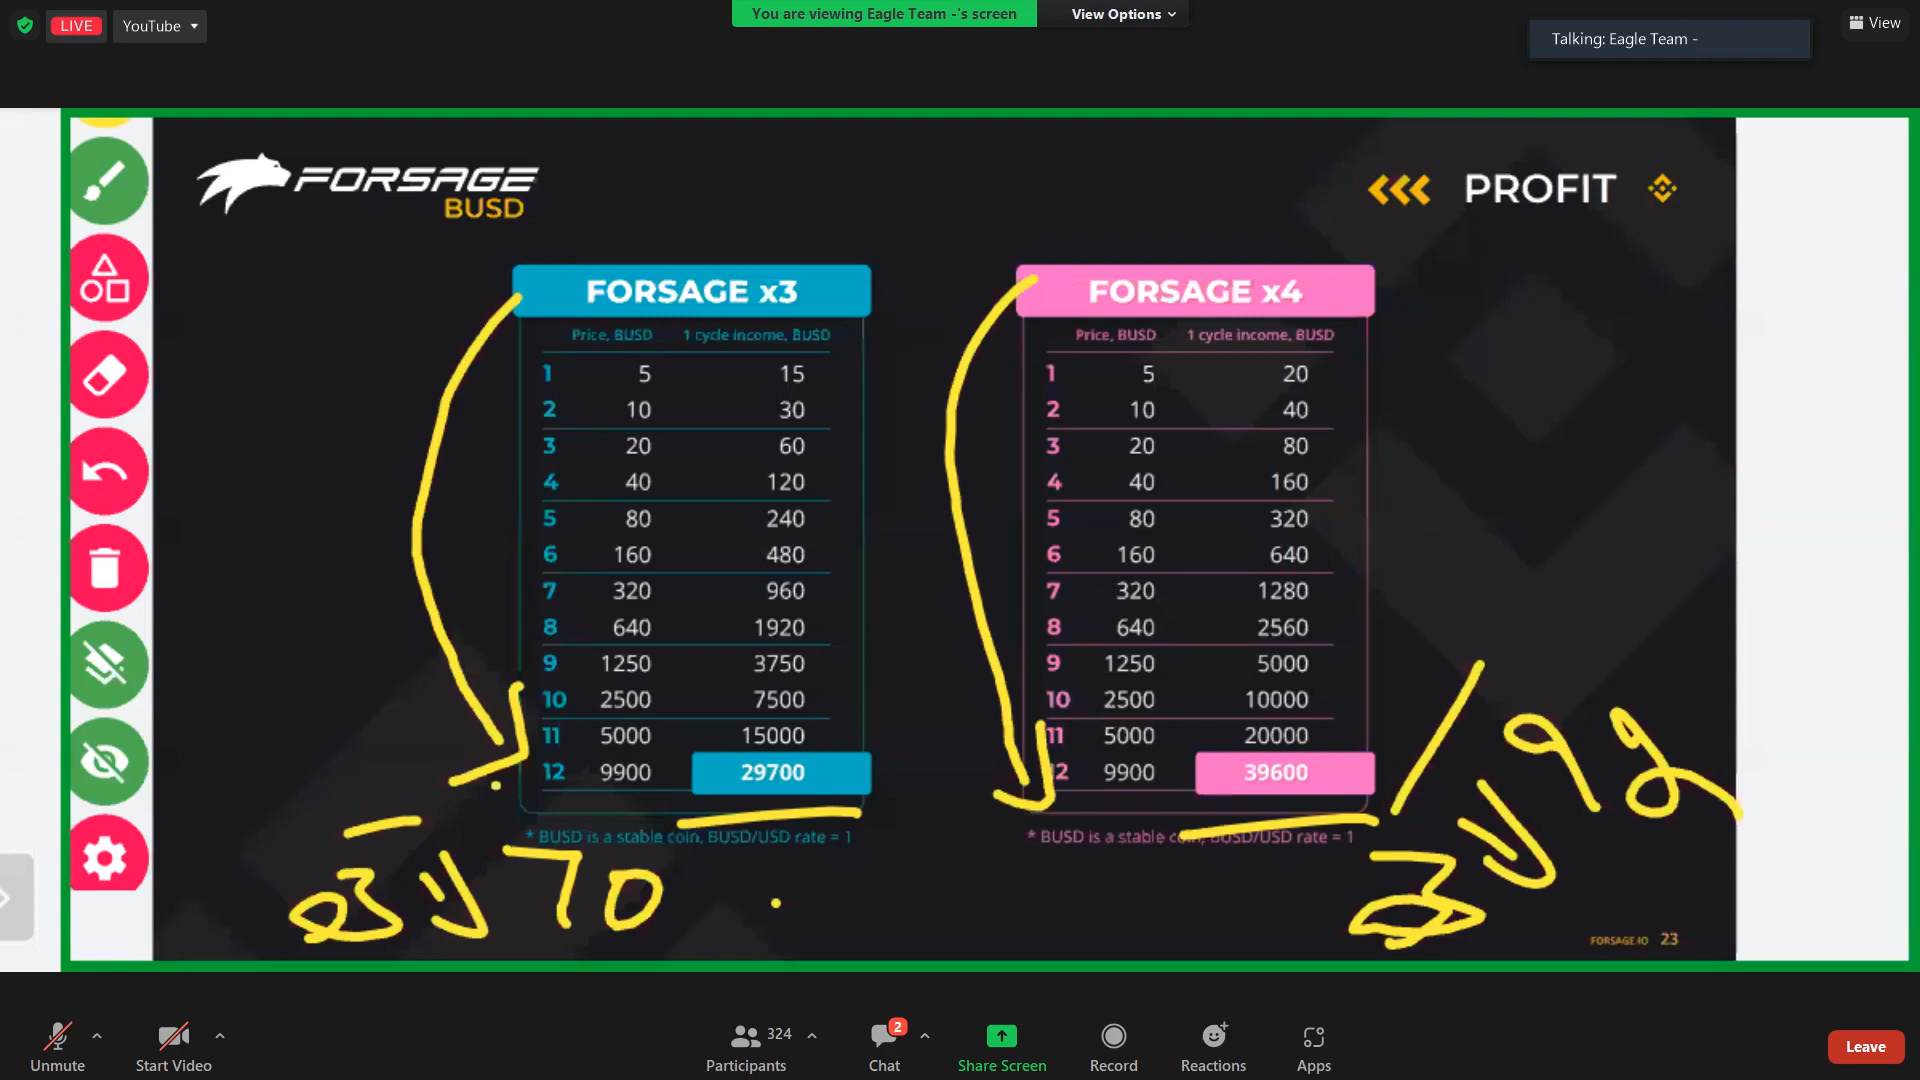 LIVE
YouTube
You are viewing Eagle Team -'s screen
View Options
Talking: Eagle Team -
View
FORSAGE
BUSD
PROFIT
FORSAGE x3
Price, BUSD 1 cycle income, BUSD
1 5 15
2 10 30
3 20 60
4 40 120
5 80 240
6 160 480
7 320 960
8 640 1920
9 1250 3750
10 2500 7500
11 5000 15000
12 9900 29700
* BUSD is a stable coin, BUSD/USD rate = 1
FORSAGE x4
Price, BUSD 1 cycle income, BUSD
1 5 20
2 10 40
3 20 80
4 40 160
5 80 320
6 160 640
7 320 1280
8 640 2560
9 1250 5000
10 2500 10000
11 5000 20000
12 9900 39600
* BUSD is a stable coin, BUSD/USD rate = 1
70
FORSAGE.IO 23
Unmute
Start Video
324
Participants
2
Chat
Share Screen
Record
Reactions
Apps
Leave